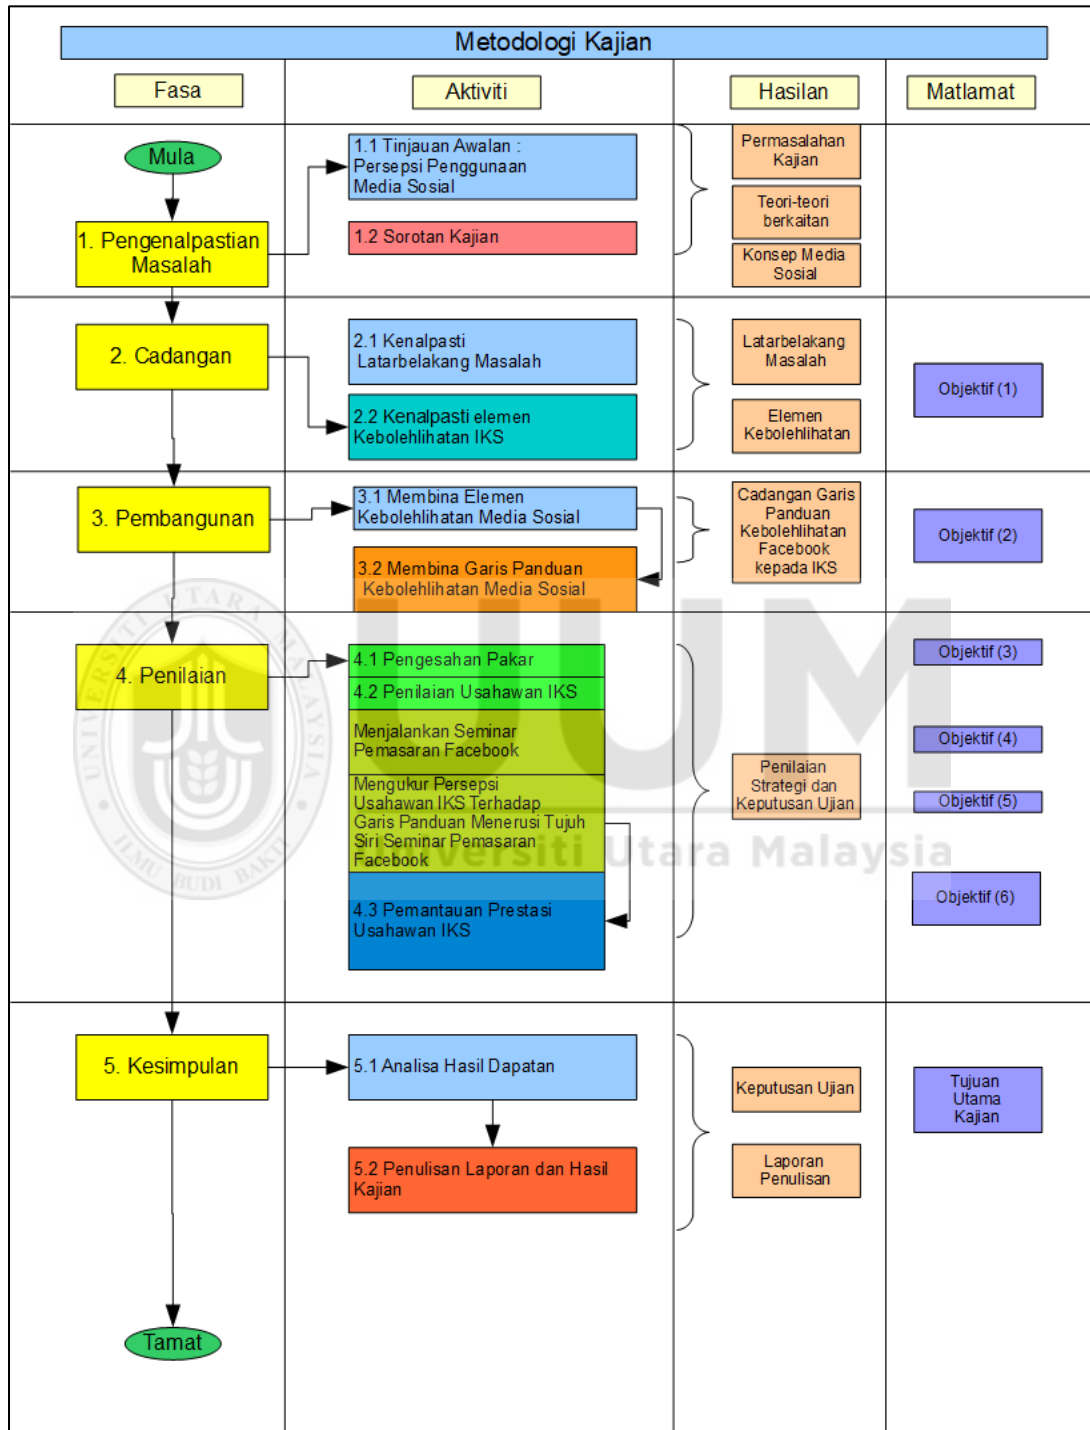 Metodologi Kajian
Fasa
Aktiviti
Hasilan
Matlamat
Mula
1. Pengenalpastian
Masalah
1.1 Tinjauan Awalan :
Persepsi Penggunaan
Media Sosial
1.2 Sorotan Kajian
Permasalahan
Kajian
Teori-teori
berkaitan
Konsep Media
Sosial
2. Cadangan
2.1 Kenalpasti
Latarbelakang Masalah
2.2 Kenalpasti elemen
Kebolehlihatan IKS
Latarbelakang
Masalah
Elemen
Kebolehlihatan
Objektif (1)
3. Pembangunan
3.1 Membina Elemen
Kebolehlihatan Media Sosial
3.2 Membina Garis Panduan
Kebolehlihatan Media Sosial
Cadangan Garis
Panduan
Kebolehlihatan
Facebook
kepada IKS
Objektif (2)
4. Penilaian
4.1 Pengesahan Pakar
4.2 Penilaian Usahawan IKS
Menjalankan Seminar
Pemasaran Facebook
Mengukur Persepsi
Usahawan IKS Terhadap
Garis Panduan Menerusi Tujuh
Siri Seminar Pemasaran
Facebook
4.3 Pemantauan Prestasi
Usahawan IKS
Penilaian
Strategi dan
Keputusan Ujian
Objektif (3)
Objektif (4)
Objektif (5)
Objektif (6)
5. Kesimpulan
5.1 Analisa Hasil Dapatan
5.2 Penulisan Laporan dan Hasil
Kajian
Keputusan Ujian
Laporan
Penulisan
Tujuan
Utama
Kajian
Tamat
UNIVERSITI UTARA MALAYSIA
ILMU BUDI BAKTI
UUM
Universiti Utara Malaysia